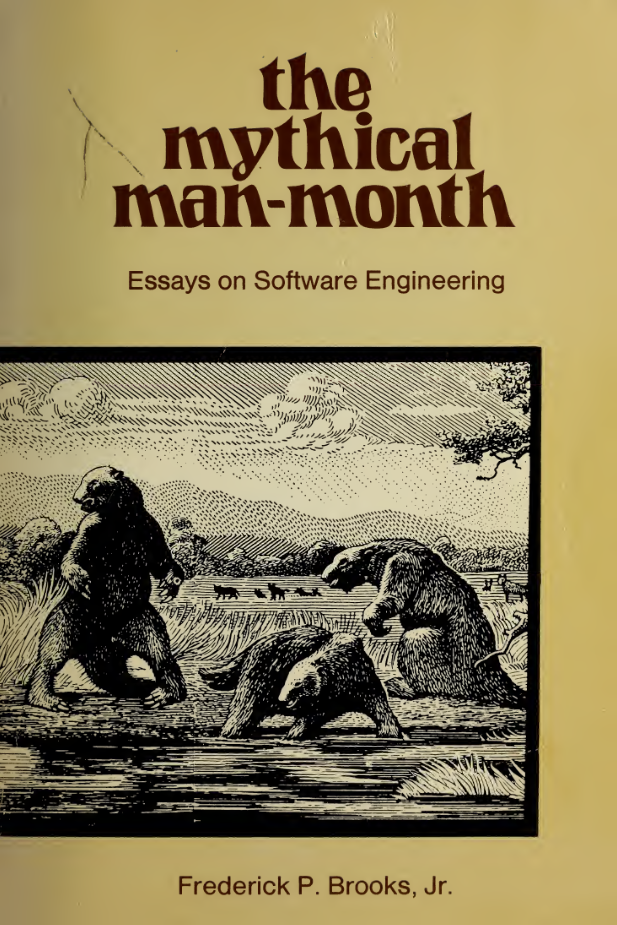 the
mythical
man-month
Essays on Software Engineering
Frederick P. Brooks, Jr.